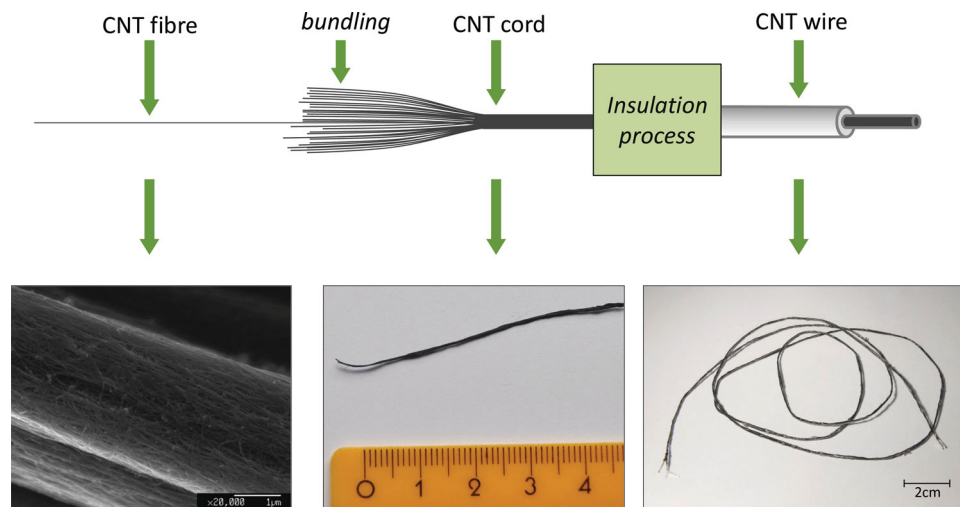 CNT fibre
bundling
CNT cord
CNT wire
Insulation
process
×20,000 1μm
0 1 2 3 4
2cm